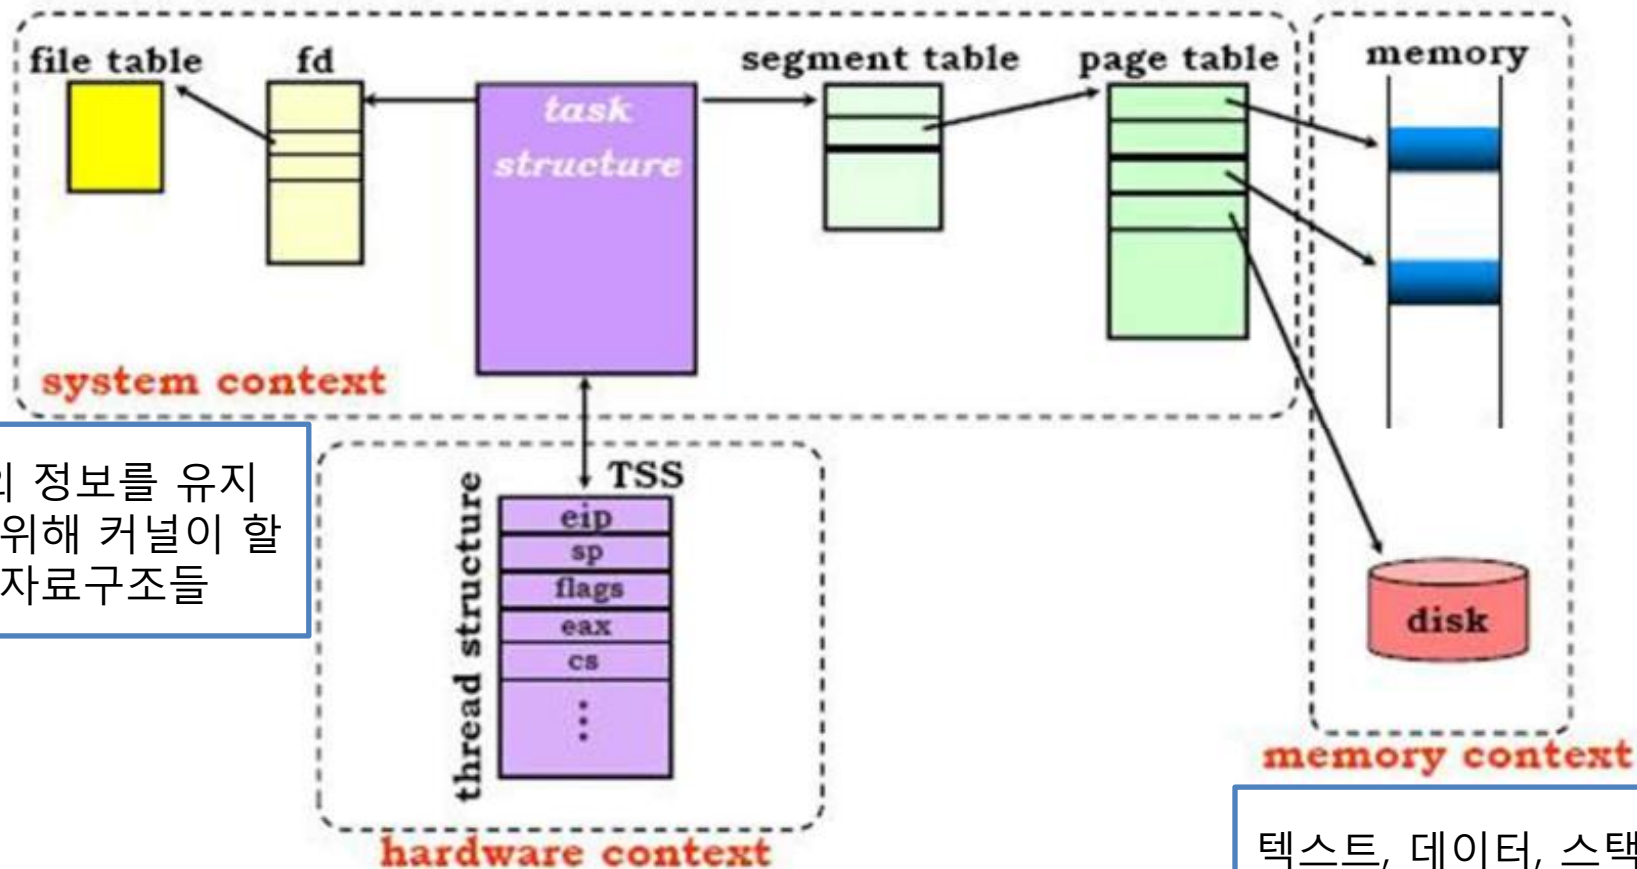 file table
fd
task
structure
segment table
page table
memory
system context
의 정보를 유지
위해 커널이 할
자료구조들
TSS
thread structure
eip
sp
flags
eax
cs
disk
memory context
hardware context
텍스트, 데이터, 스택